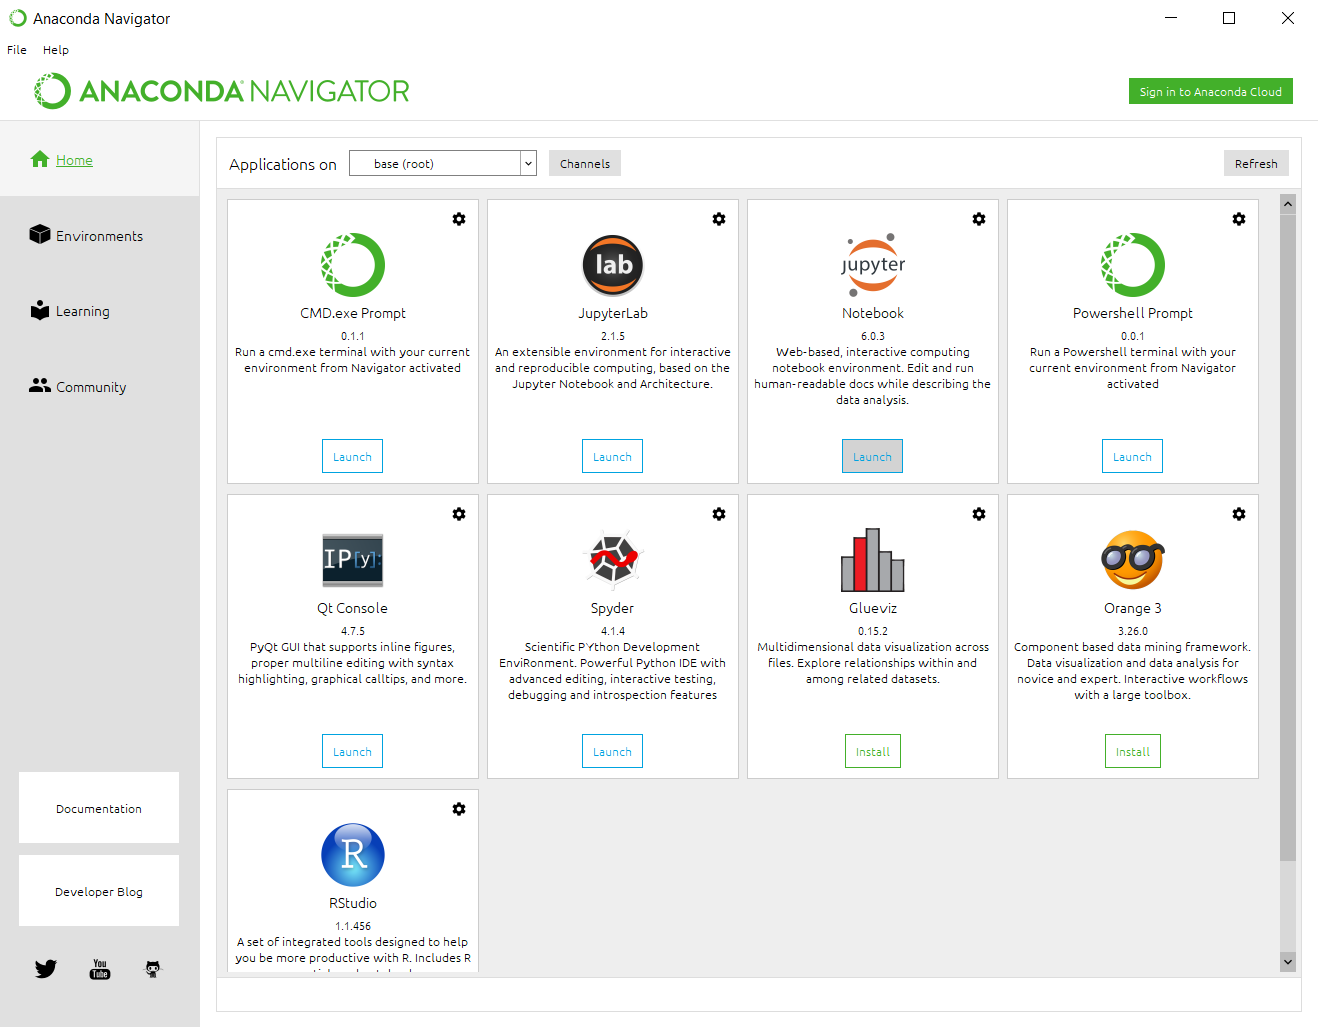 Anaconda Navigator
File Help
ANACONDA NAVIGATOR
Sign in to Anaconda Cloud
Home
Environments
Learning
Community
Documentation
Developer Blog
You
Tube
Applications on base (root) Channels Refresh
CMD.exe Prompt
0.1.1
Run a cmd.exe terminal with your current
environment from Navigator activated
Launch
lab
JupyterLab
2.1.5
An extensible environment for interactive
and reproducible computing, based on the
Jupyter Notebook and Architecture.
Launch
jupyter
Notebook
6.0.3
Web-based, interactive computing
notebook environment. Edit and run
human-readable docs while describing the
data analysis.
Launch
Powershell Prompt
0.0.1
Run a Powershell terminal with your
current environment from Navigator
activated
Launch
IP[y]:
Qt Console
4.7.5
PyQt GUI that supports inline figures,
proper multiline editing with syntax
highlighting, graphical calltips, and more.
Launch
Spyder
4.1.4
Scientific PYthon Development
EnviRonment. Powerful Python IDE with
advanced editing, interactive testing,
debugging and introspection features
Launch
Glueviz
0.15.2
Multidimensional data visualization across
files. Explore relationships within and
among related datasets.
Install
Orange 3
3.26.0
Component based data mining framework.
Data visualization and data analysis for
novice and expert. Interactive workflows
with a large toolbox.
Install
R
RStudio
1.1.456
A set of integrated tools designed to help
you be more productive with R. Includes R